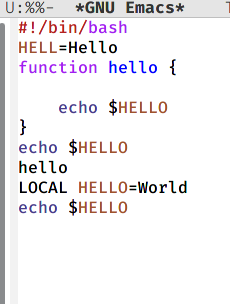 U:%%-  *GNU Emacs*
#!/bin/bash
HELL=Hello
function hello {
    echo $HELLO
}
echo $HELLO
hello
LOCAL HELLO=World
echo $HELLO